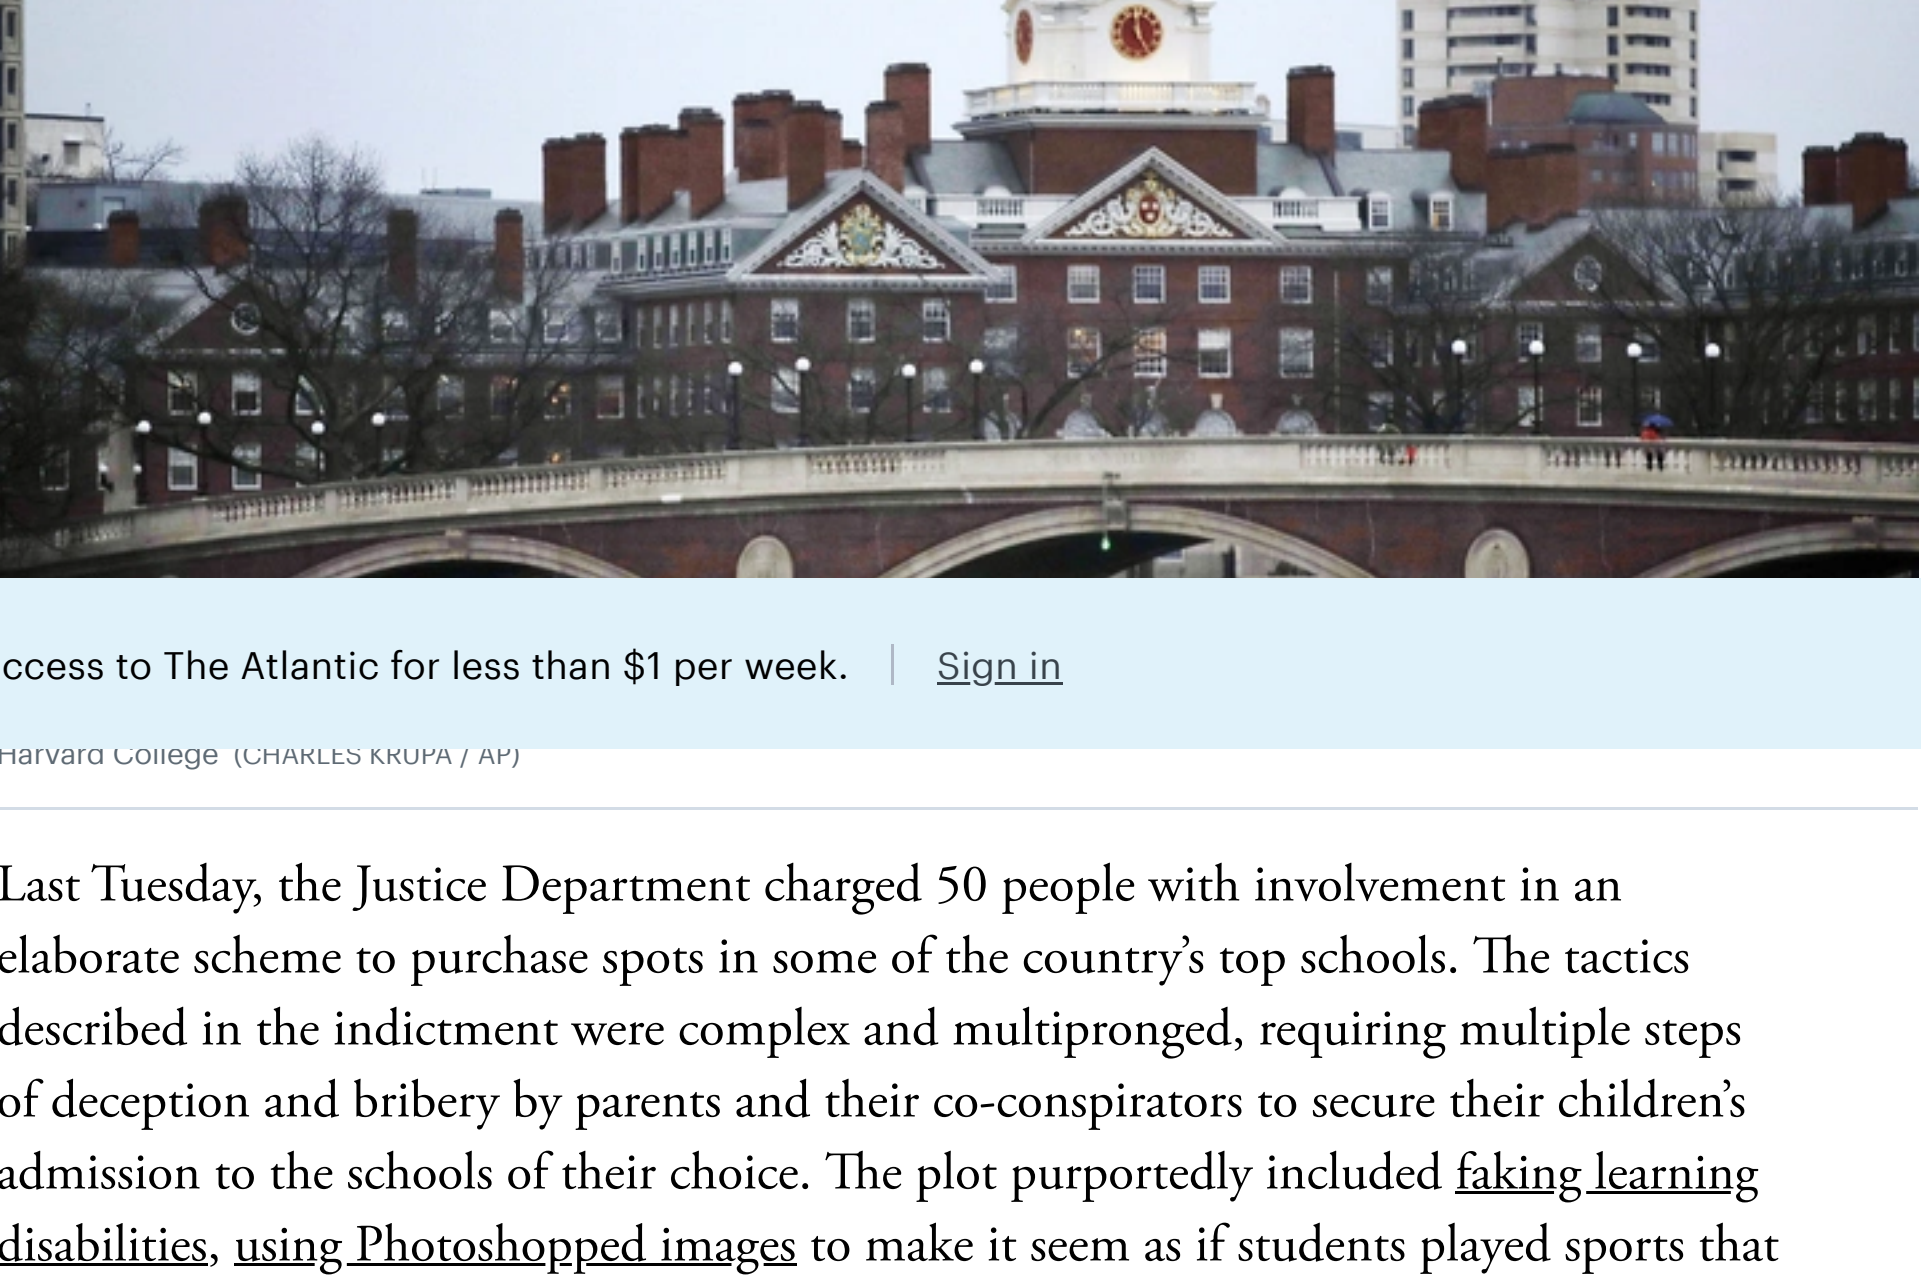 ccess to The Atlantic for less than $1 per week. | Sign in
Harvard College (CHARLES KRUPA / AP)
Last Tuesday, the Justice Department charged 50 people with involvement in an
elaborate scheme to purchase spots in some of the country’s top schools. The tactics
described in the indictment were complex and multipronged, requiring multiple steps
of deception and bribery by parents and their co-conspirators to secure their children’s
admission to the schools of their choice. The plot purportedly included faking learning
disabilities, using Photoshopped images to make it seem as if students played sports that